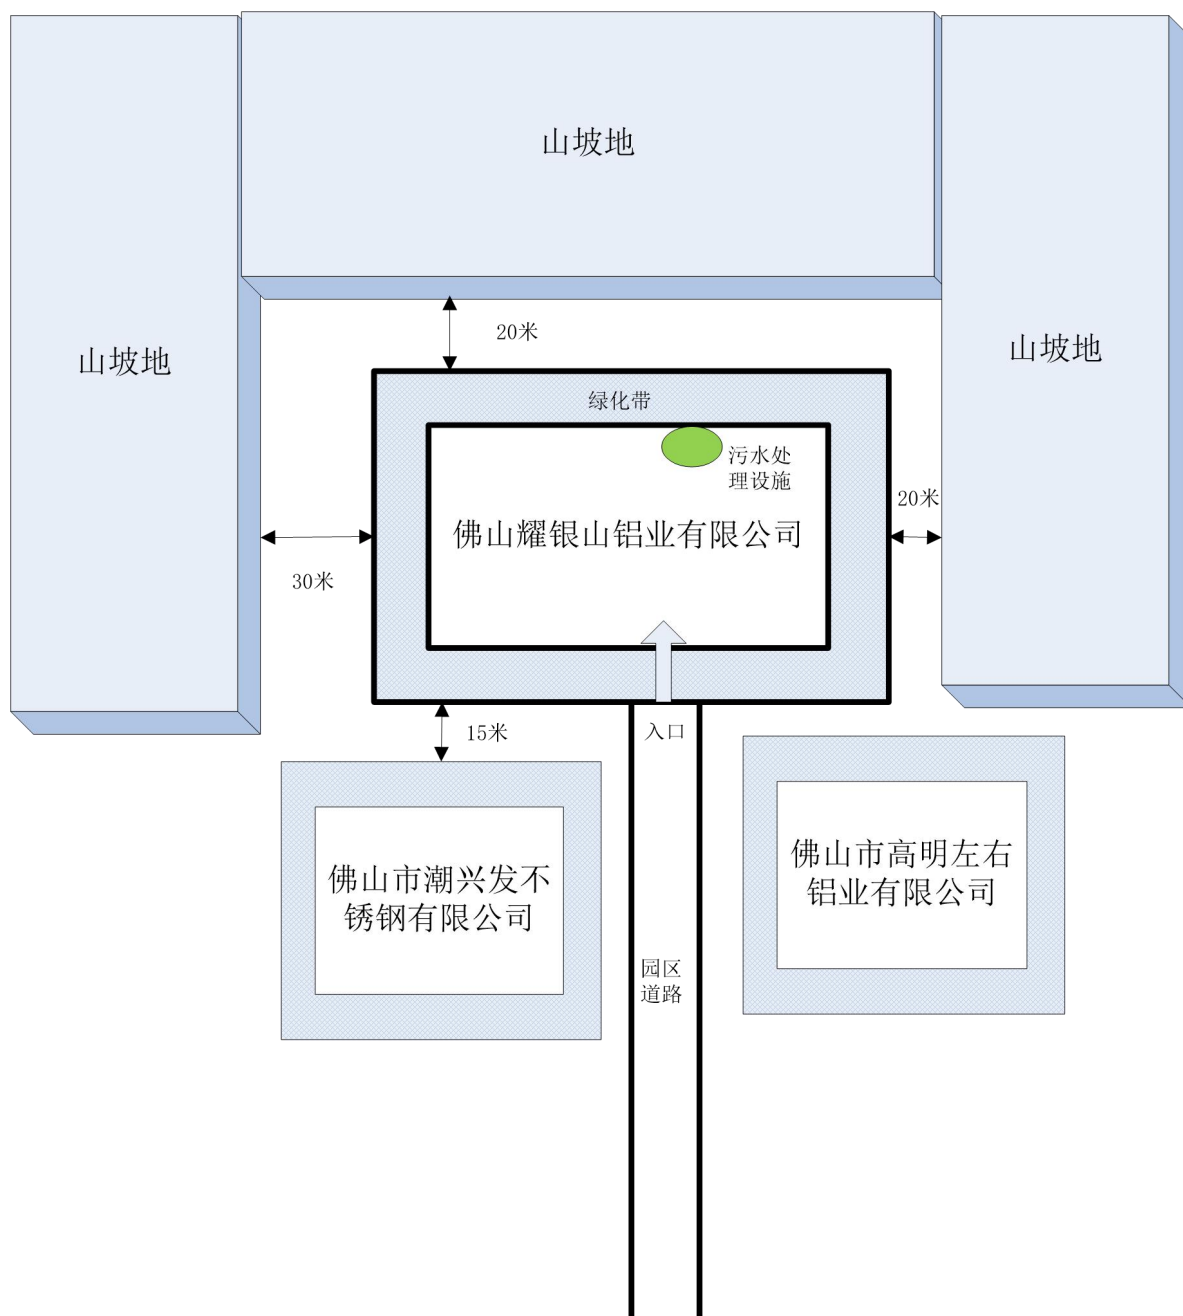 山坡地
山坡地
山坡地
20米
绿化带
污水处
理设施
20米
佛山耀银山铝业有限公司
30米
15米
入口
佛山市潮兴发不
锈钢有限公司
佛山市高明左右
铝业有限公司
园区
道路